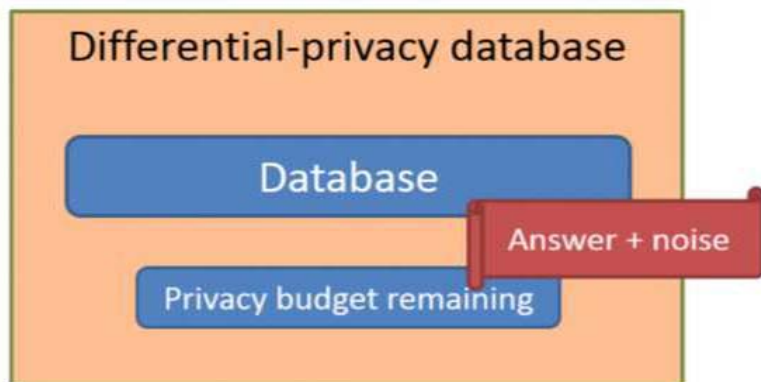 Differential-privacy database
Database
Answer + noise
Privacy budget remaining